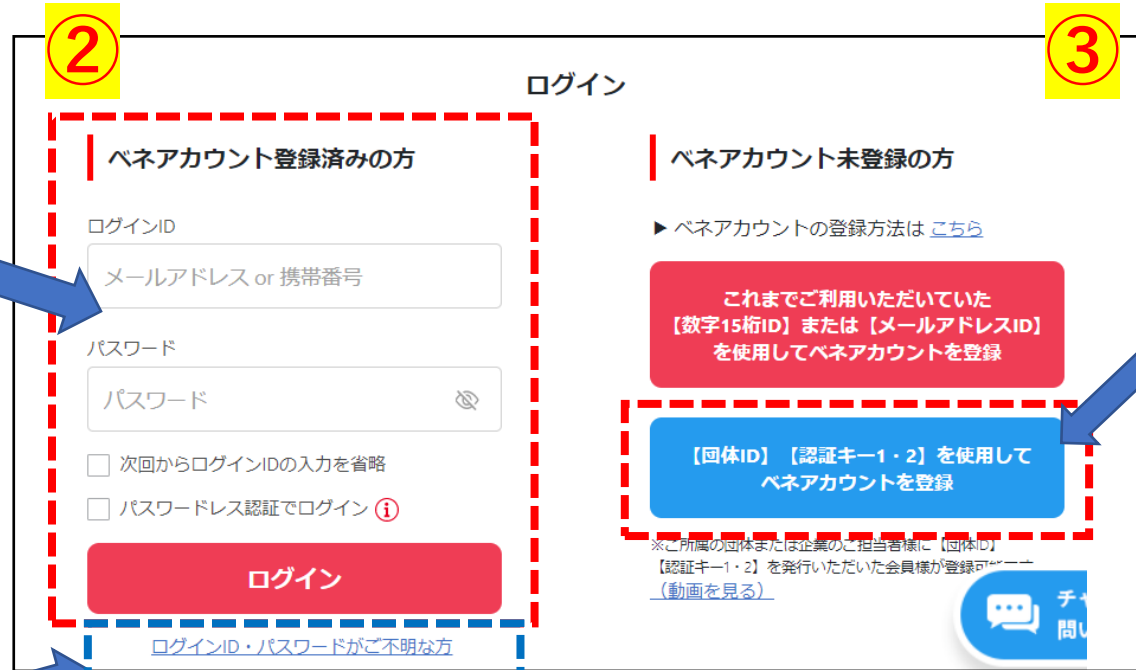 ②
③
ログイン
ベネアカウント登録済みの方
ログインID
メールアドレス or 携帯番号
パスワード
パスワード
次回からログインIDの入力を省略
パスワードレス認証でログイン
ログイン
ログインID・パスワードがご不明な方
ベネアカウント未登録の方
▶ ベネアカウントの登録方法は こちら
これまでご利用いただいていた
【数字15桁ID】または【メールアドレスID】
を使用してベネアカウントを登録
【団体ID】【認証キー1・2】を使用して
ベネアカウントを登録
※ご所属の団体または企業のご担当者様に【団体ID】
【認証キー1・2】を発行いただいた会員様が登録可能です
（動画を見る）
チャ
問い